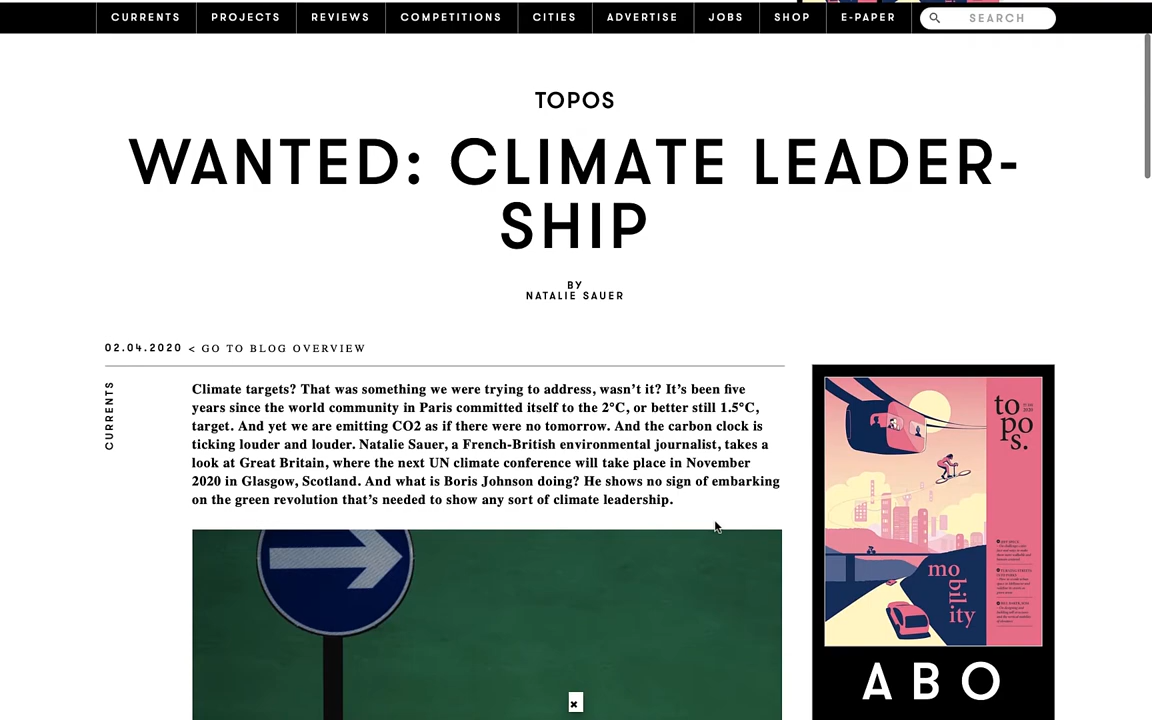 CURRENTS PROJECTS REVIEWS COMPETITIONS CITIES ADVERTISE JOBS SHOP E-PAPER SEARCH
TOPOS
WANTED: CLIMATE LEADER-
SHIP
BY
NATALIE SAUER
02.04.2020 < GO TO BLOG OVERVIEW
CURRENTS
Climate targets? That was something we were trying to address, wasn't it? It's been five
years since the world community in Paris committed itself to the 2°C, or better still 1.5°C,
target. And yet we are emitting CO2 as if there were no tomorrow. And the carbon clock is
ticking louder and louder. Natalie Sauer, a French-British environmental journalist, takes a
look at Great Britain, where the next UN climate conference will take place in November
2020 in Glasgow, Scotland. And what is Boris Johnson doing? He shows no sign of embarking
on the green revolution that's needed to show any sort of climate leadership.
to
po
s.
mo
bil
ity
ABO